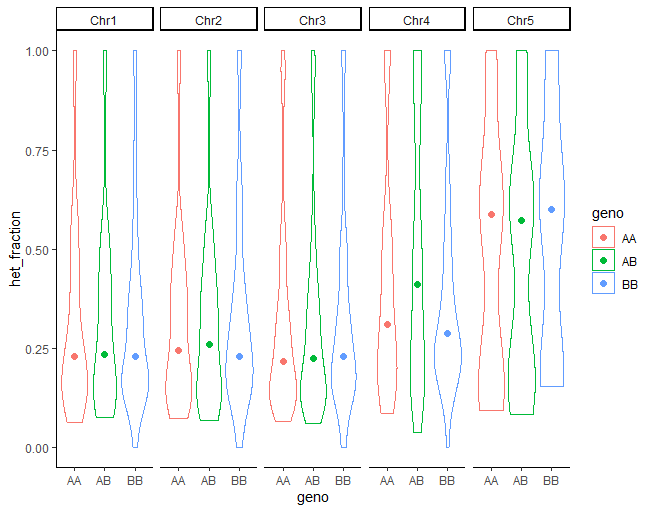 Chr1 Chr2 Chr3 Chr4 Chr5
het_fraction
1.00
0.75
0.50
0.25
0.00
AA AB BB AA AB BB AA AB BB AA AB BB AA AB BB
geno
geno
AA
AB
BB